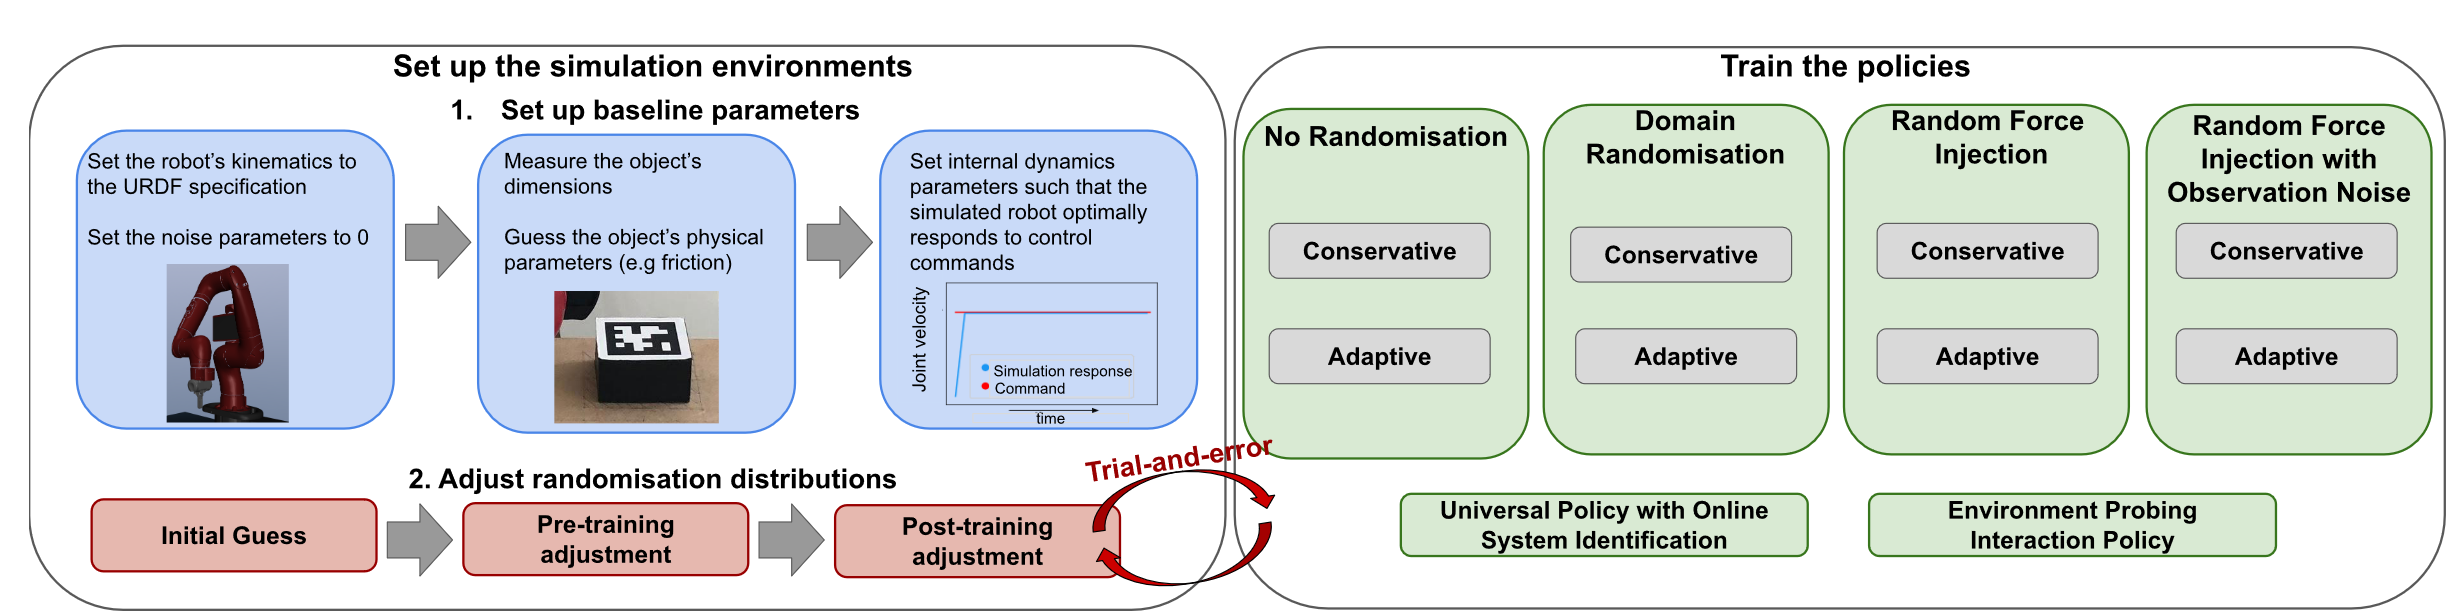 Set up the simulation environments
1. Set up baseline parameters
Set the robot's kinematics to
the URDF specification
Set the noise parameters to 0
Measure the object's
dimensions
Guess the object's physical
parameters (e.g friction)
Set internal dynamics
parameters such that the
simulated robot optimally
responds to control
commands
Joint velocity
Simulation response
Command
time
2. Adjust randomisation distributions
Initial Guess
Pre-training
adjustment
Post-training
adjustment
Trial-and-error
Train the policies
No Randomisation
Conservative
Adaptive
Domain
Randomisation
Conservative
Adaptive
Random Force
Injection
Conservative
Adaptive
Random Force
Injection with
Observation Noise
Conservative
Adaptive
Universal Policy with Online
System Identification
Environment Probing
Interaction Policy